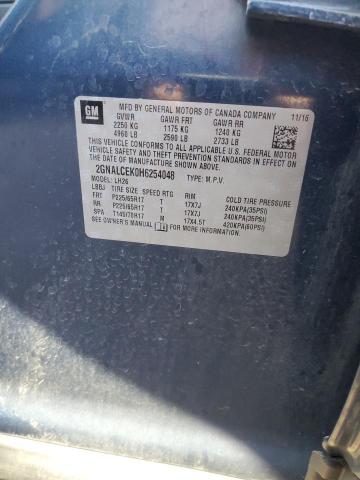 GM
MFD BY GENERAL MOTORS OF CANADA COMPANY 11/16
GVWR GAWR FRT GAWR RR
2250 KG 1175 KG 1240 KG
4960 LB 2590 LB 2733 LB
THIS VEHICLE CONFORMS TO ALL APPLICABLE U.S. FEDERAL MOTOR
VEHICLE SAFETY AND THEFT PREVENTION STANDARDS IN EFFECT ON THE
DATE OF MANUFACTURE SHOWN ABOVE.
2GNALCEK0H6254048 TYPE: M.P.V.
MODEL: LH26
LBBJ TIRE SIZE SPEED RTG RIM COLD TIRE PRESSURE
FRT P225/65R17 T 17X7J 240KPA(35PSI)
RR P225/65R17 T 17X7J 240KPA(35PSI)
SPA T145/70R17 M 17X4.5T 420KPA(60PSI)
SEE OWNER'S MANUAL FOR MORE INFORMATION